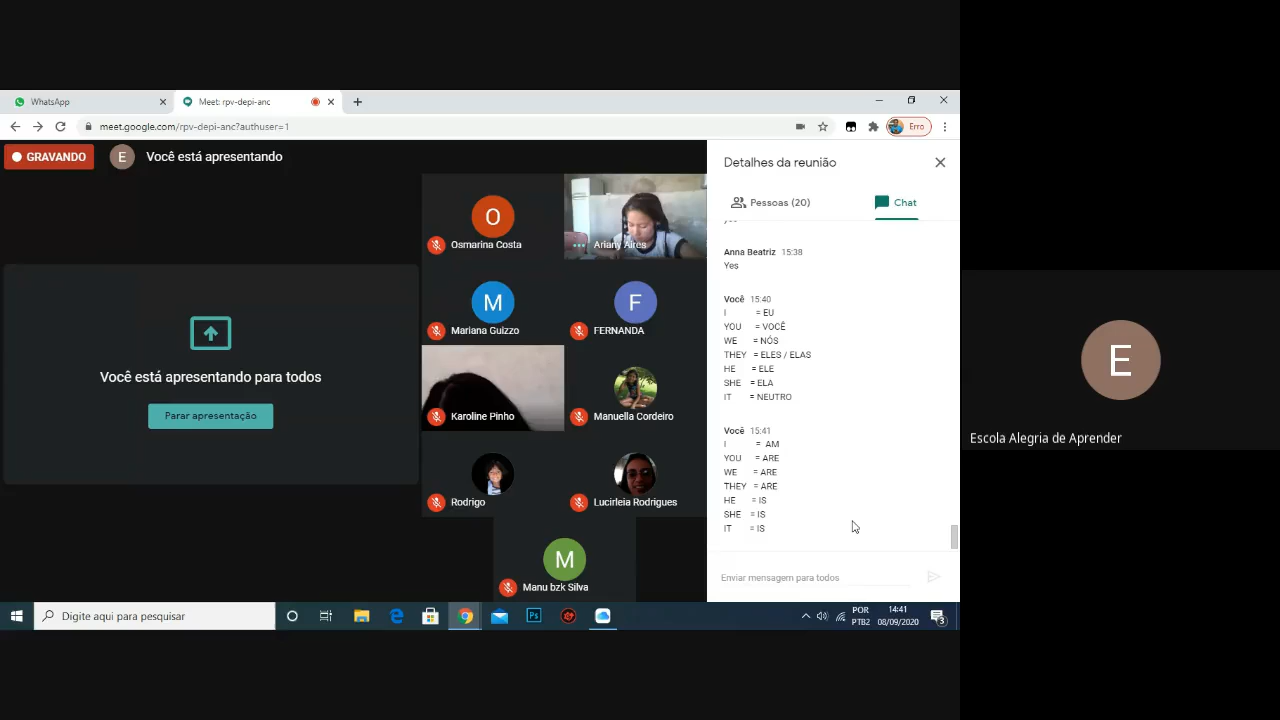 WhatsApp
Meet: rpv-depi-anc
meet.google.com/rpv-depi-anc?authuser=1
Erro
GRAVANDO
E
Você está apresentando
Detalhes da reunião
Pessoas (20)
Chat
O
Osmarina Costa
Ariany Aires
M
Mariana Guizzo
F
FERNANDA
Karoline Pinho
Manuella Cordeiro
Rodrigo
Lucirleia Rodrigues
M
Manu bzk Silva
Você está apresentando para todos
Parar apresentação
Anna Beatriz 15:38
Yes
Você 15:40
I = EU
YOU = VOCÊ
WE = NÓS
THEY = ELES / ELAS
HE = ELE
SHE = ELA
IT = NEUTRO
Você 15:41
I = AM
YOU = ARE
WE = ARE
THEY = ARE
HE = IS
SHE = IS
IT = IS
Enviar mensagem para todos
E
Escola Alegria de Aprender
Digite aqui para pesquisar
Ps
POR
PTB2
14:41
08/09/2020
3